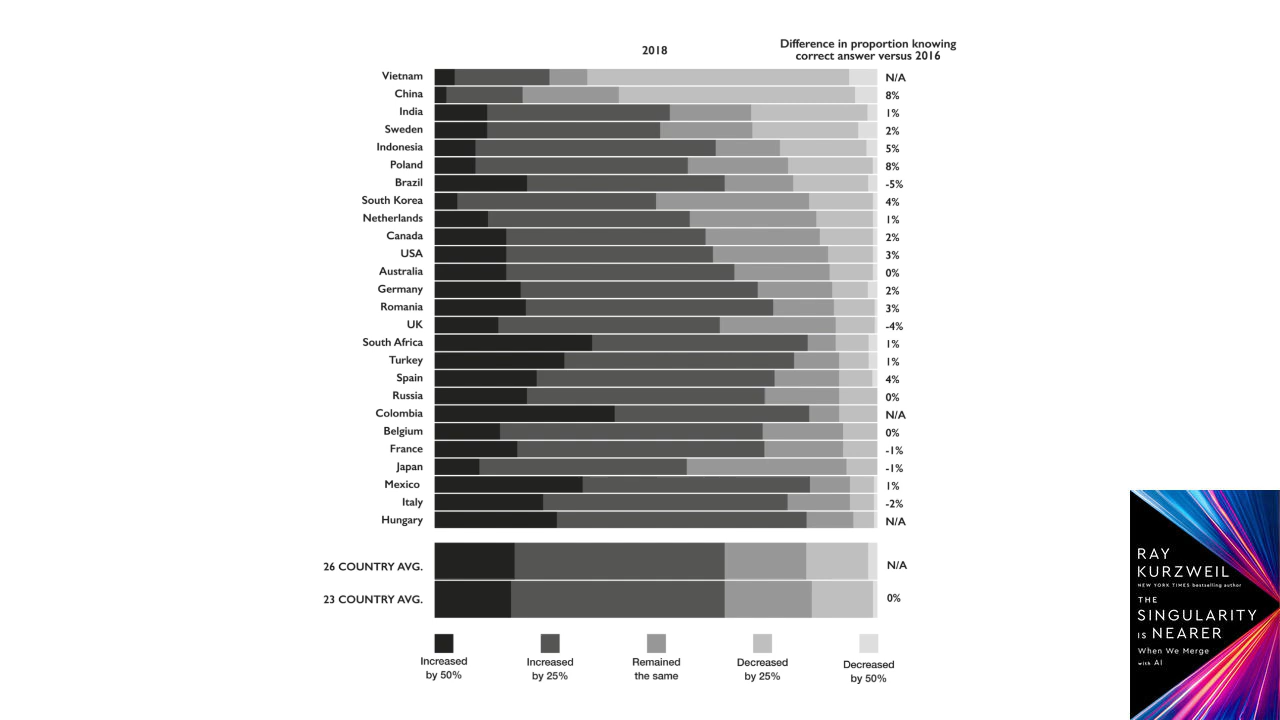 2018
Difference in proportion knowing
correct answer versus 2016
Vietnam N/A
China 8%
India 1%
Sweden 2%
Indonesia 5%
Poland 8%
Brazil -5%
South Korea 4%
Netherlands 1%
Canada 2%
USA 3%
Australia 0%
Germany 2%
Romania 3%
UK -4%
South Africa 1%
Turkey 1%
Spain 4%
Russia 0%
Colombia N/A
Belgium 0%
France -1%
Japan -1%
Mexico 1%
Italy -2%
Hungary N/A
26 COUNTRY AVG. N/A
23 COUNTRY AVG. 0%
Increased
by 50%
Increased
by 25%
Remained
the same
Decreased
by 25%
Decreased
by 50%
RAY
KURZWEIL
NEW YORK TIMES bestselling author
THE
SINGULARITY
IS NEARER
When We Merge
with AI